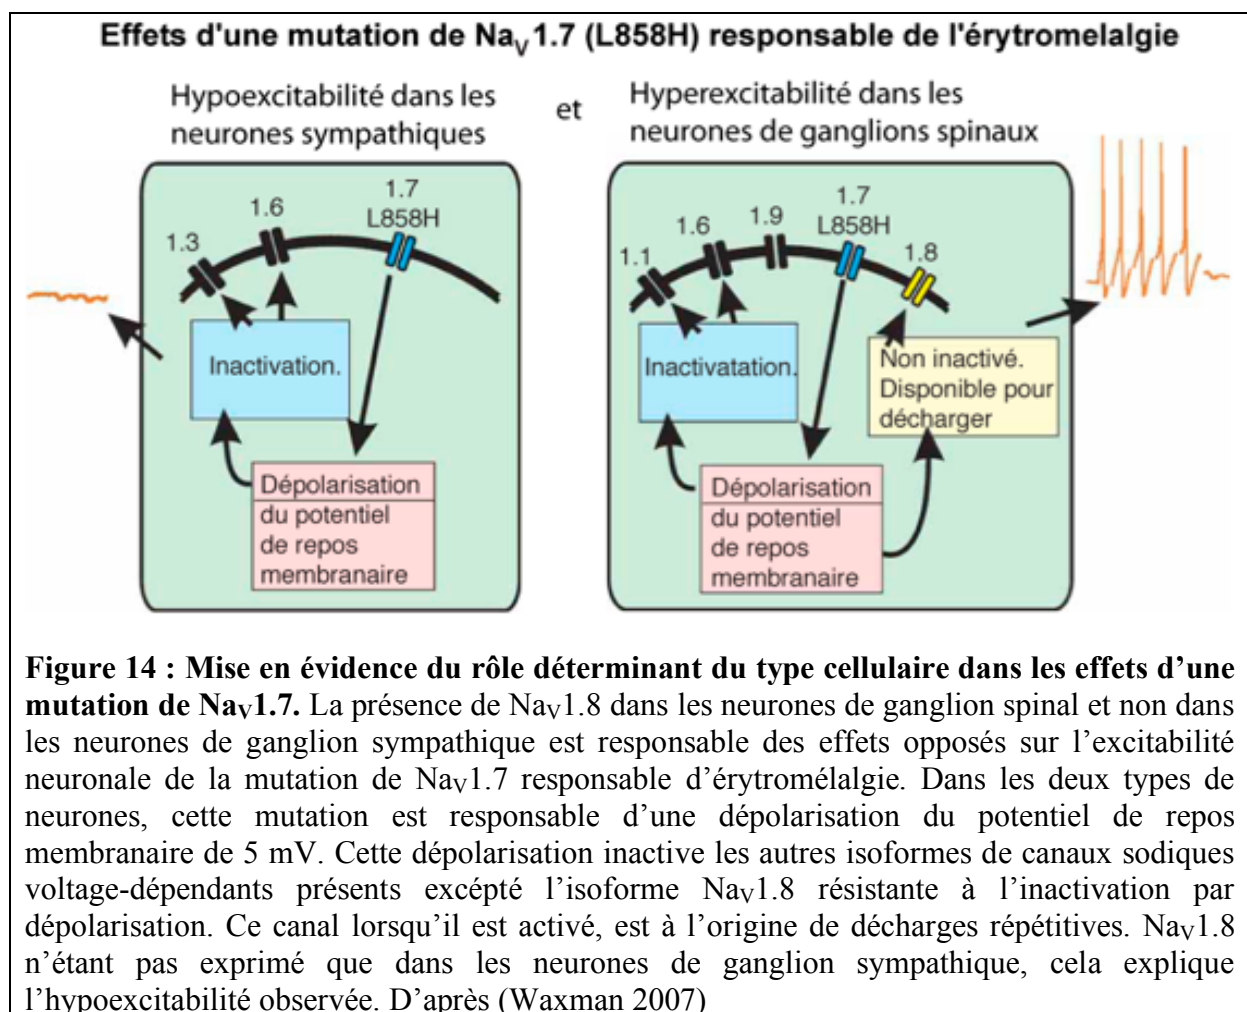 Effets d'une mutation de NaV1.7 (L858H) responsable de l'érytromelalgie
Hypoexcitabilité dans les
neurones sympathiques
et
Hyperexcitabilité dans les
neurones de ganglions spinaux
1.3
1.6
1.7
L858H
Inactivation.
Dépolarisation
du potentiel
de repos
membranaire
1.1
1.6
1.9
1.7
L858H
1.8
Inactivatation.
Non inactivé.
Disponible pour
décharger
Dépolarisation
du potentiel
de repos
membranaire
Figure 14 : Mise en évidence du rôle déterminant du type cellulaire dans les effets d’une
mutation de NaV1.7. La présence de NaV1.8 dans les neurones de ganglion spinal et non dans
les neurones de ganglion sympathique est responsable des effets opposés sur l’excitabilité
neuronale de la mutation de NaV1.7 responsable d’érytromélalgie. Dans les deux types de
neurones, cette mutation est responsable d’une dépolarisation du potentiel de repos
membranaire de 5 mV. Cette dépolarisation inactive les autres isoformes de canaux sodiques
voltage-dépendants présents excépté l’isoforme NaV1.8 résistante à l’inactivation par
dépolarisation. Ce canal lorsqu’il est activé, est à l’origine de décharges répétitives. NaV1.8
n’étant pas exprimé que dans les neurones de ganglion sympathique, cela explique
l’hypoexcitabilité observée. D’après (Waxman 2007)